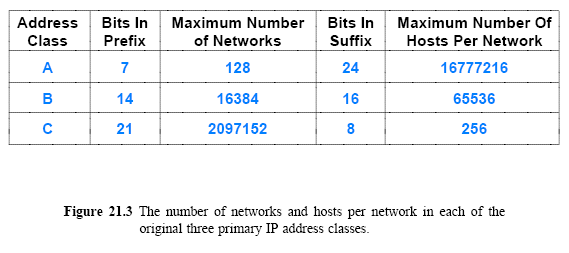 Address Class Bits In Prefix Maximum Number of Networks Bits In Suffix Maximum Number Of Hosts Per Network
A 7 128 24 16777216
B 14 16384 16 65536
C 21 2097152 8 256
Figure 21.3 The number of networks and hosts per network in each of the
original three primary IP address classes.